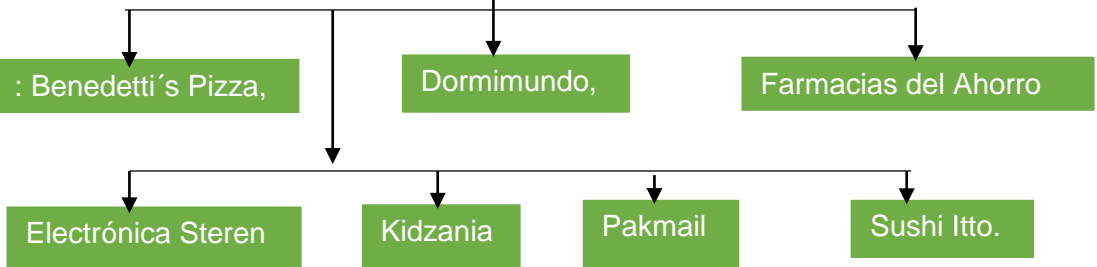 : Benedetti´s Pizza,
Dormimundo,
Farmacias del Ahorro
Electrónica Steren
Kidzania
Pakmail
Sushi Itto.